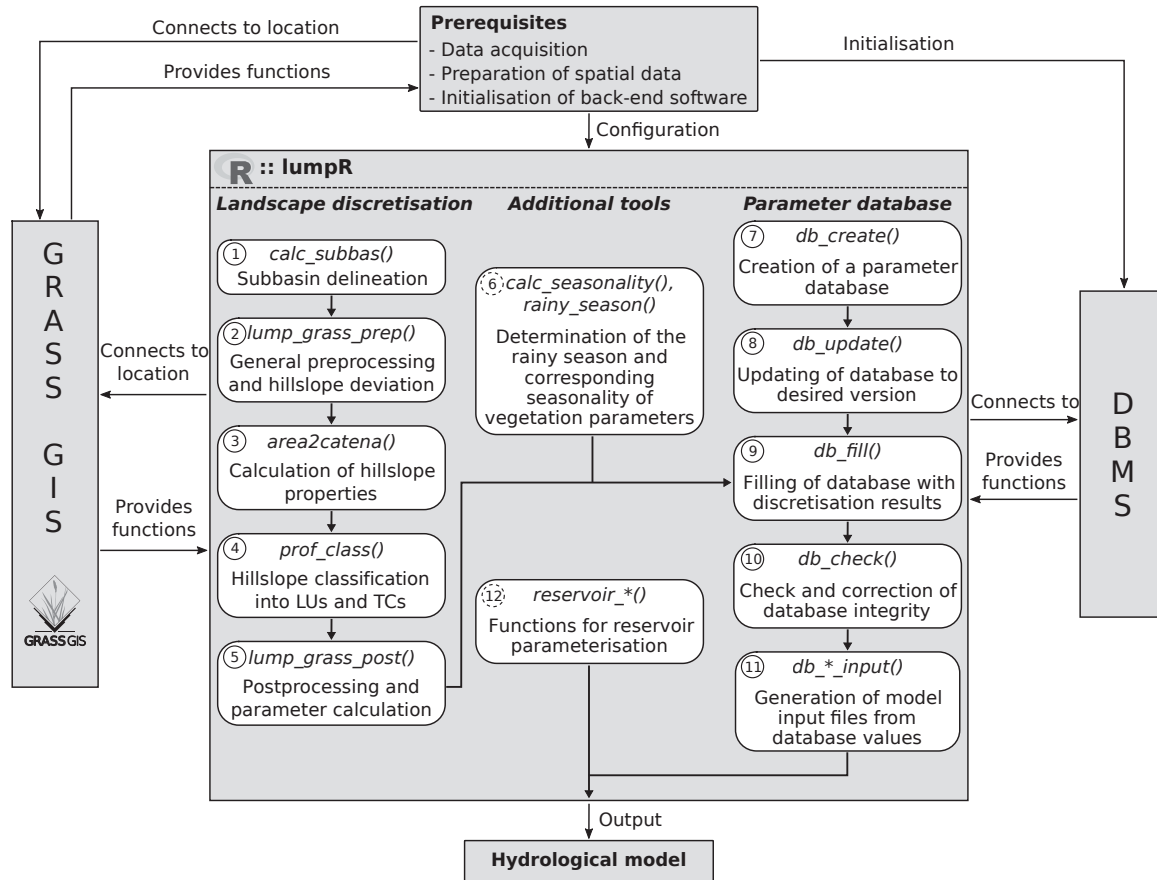 Prerequisites
- Data acquisition
- Preparation of spatial data
- Initialisation of back-end software
Connects to location
Provides functions
Initialisation
Configuration
R :: lumpR
Landscape discretisation
Additional tools
Parameter database
1 calc_subbas()
Subbasin delineation
2 lump_grass_prep()
General preprocessing
and hillslope deviation
3 area2catena()
Calculation of hillslope
properties
4 prof_class()
Hillslope classification
into LUs and TCs
5 lump_grass_post()
Postprocessing and
parameter calculation
6 calc_seasonality(),
rainy_season()
Determination of the
rainy season and
corresponding
seasonality of
vegetation parameters
12 reservoir_*()
Functions for reservoir
parameterisation
7 db_create()
Creation of a parameter
database
8 db_update()
Updating of database to
desired version
9 db_fill()
Filling of database with
discretisation results
10 db_check()
Check and correction of
database integrity
11 db_*_input()
Generation of model
input files from
database values
GRASS GIS
GRASS GIS
Connects to
location
Provides
functions
Connects to
Provides
functions
DBMS
Output
Hydrological model